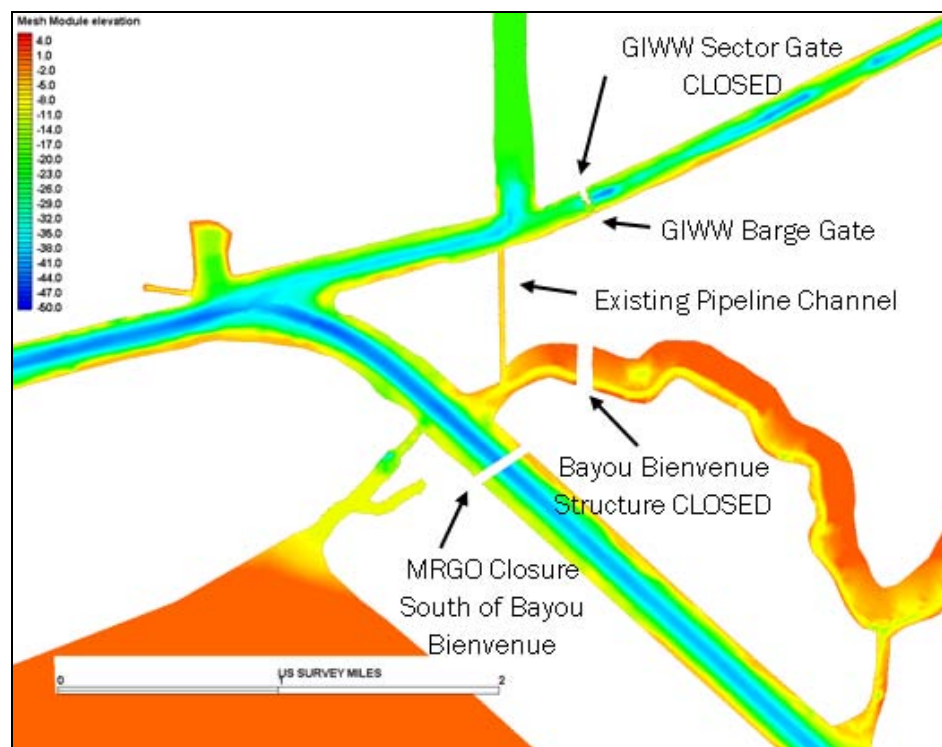 Mesh Module elevation
4.0
1.0
-2.0
-5.0
-8.0
-11.0
-14.0
-17.0
-20.0
-23.0
-26.0
-29.0
-32.0
-35.0
-38.0
-41.0
-44.0
-47.0
-50.0
GIWW Sector Gate
CLOSED
GIWW Barge Gate
Existing Pipeline Channel
Bayou Bienvenue
Structure CLOSED
MRGO Closure
South of Bayou
Bienvenue
US SURVEY MILES
0 1 2